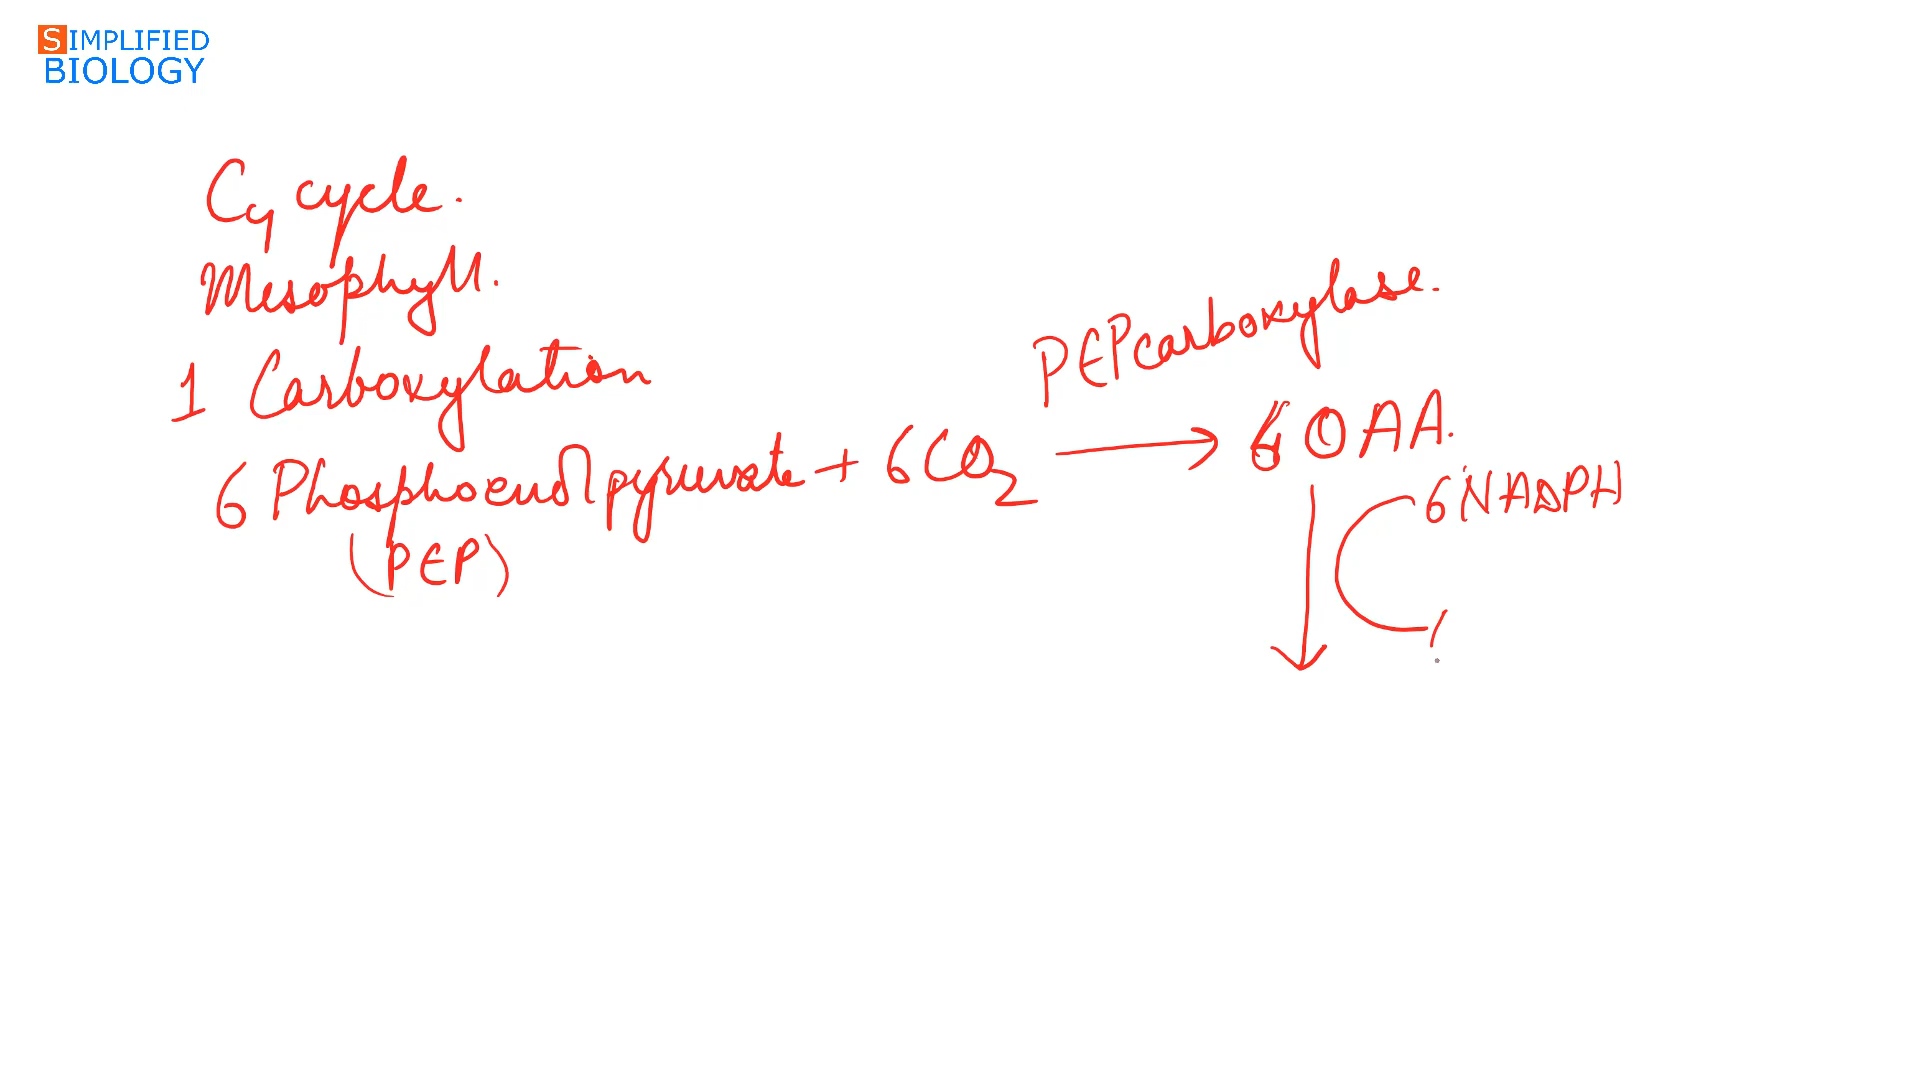 SIMPLIFIED
BIOLOGY
C4 cycle.
Mesophyll.
1 Carboxylation
PEPcarboxylase.
6 Phosphoenolpyruvate + 6CO2 → 6 OAA.
(PEP)
6NADPH